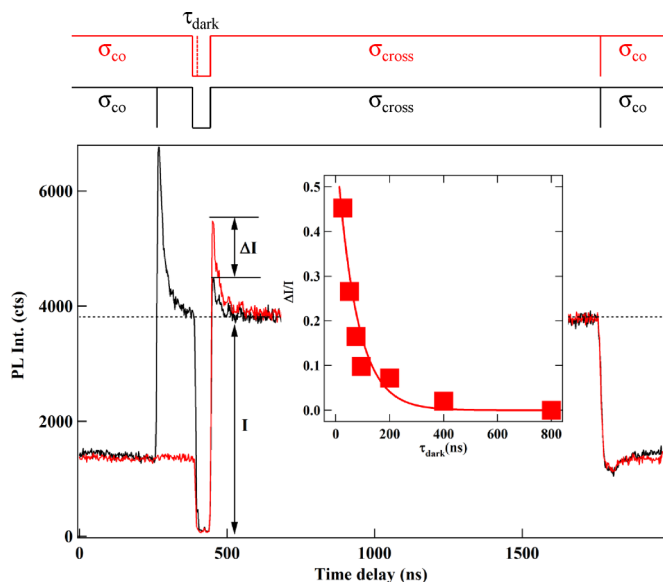 τdark
σco σcross σco
σco σcross σco
6000
4000
2000
0
PL Int. (cts)
ΔI
I
0.5
0.4
0.3
0.2
0.1
0.0
ΔI/I
0 200 400 600 800
τdark(ns)
0 500 1000 1500
Time delay (ns)